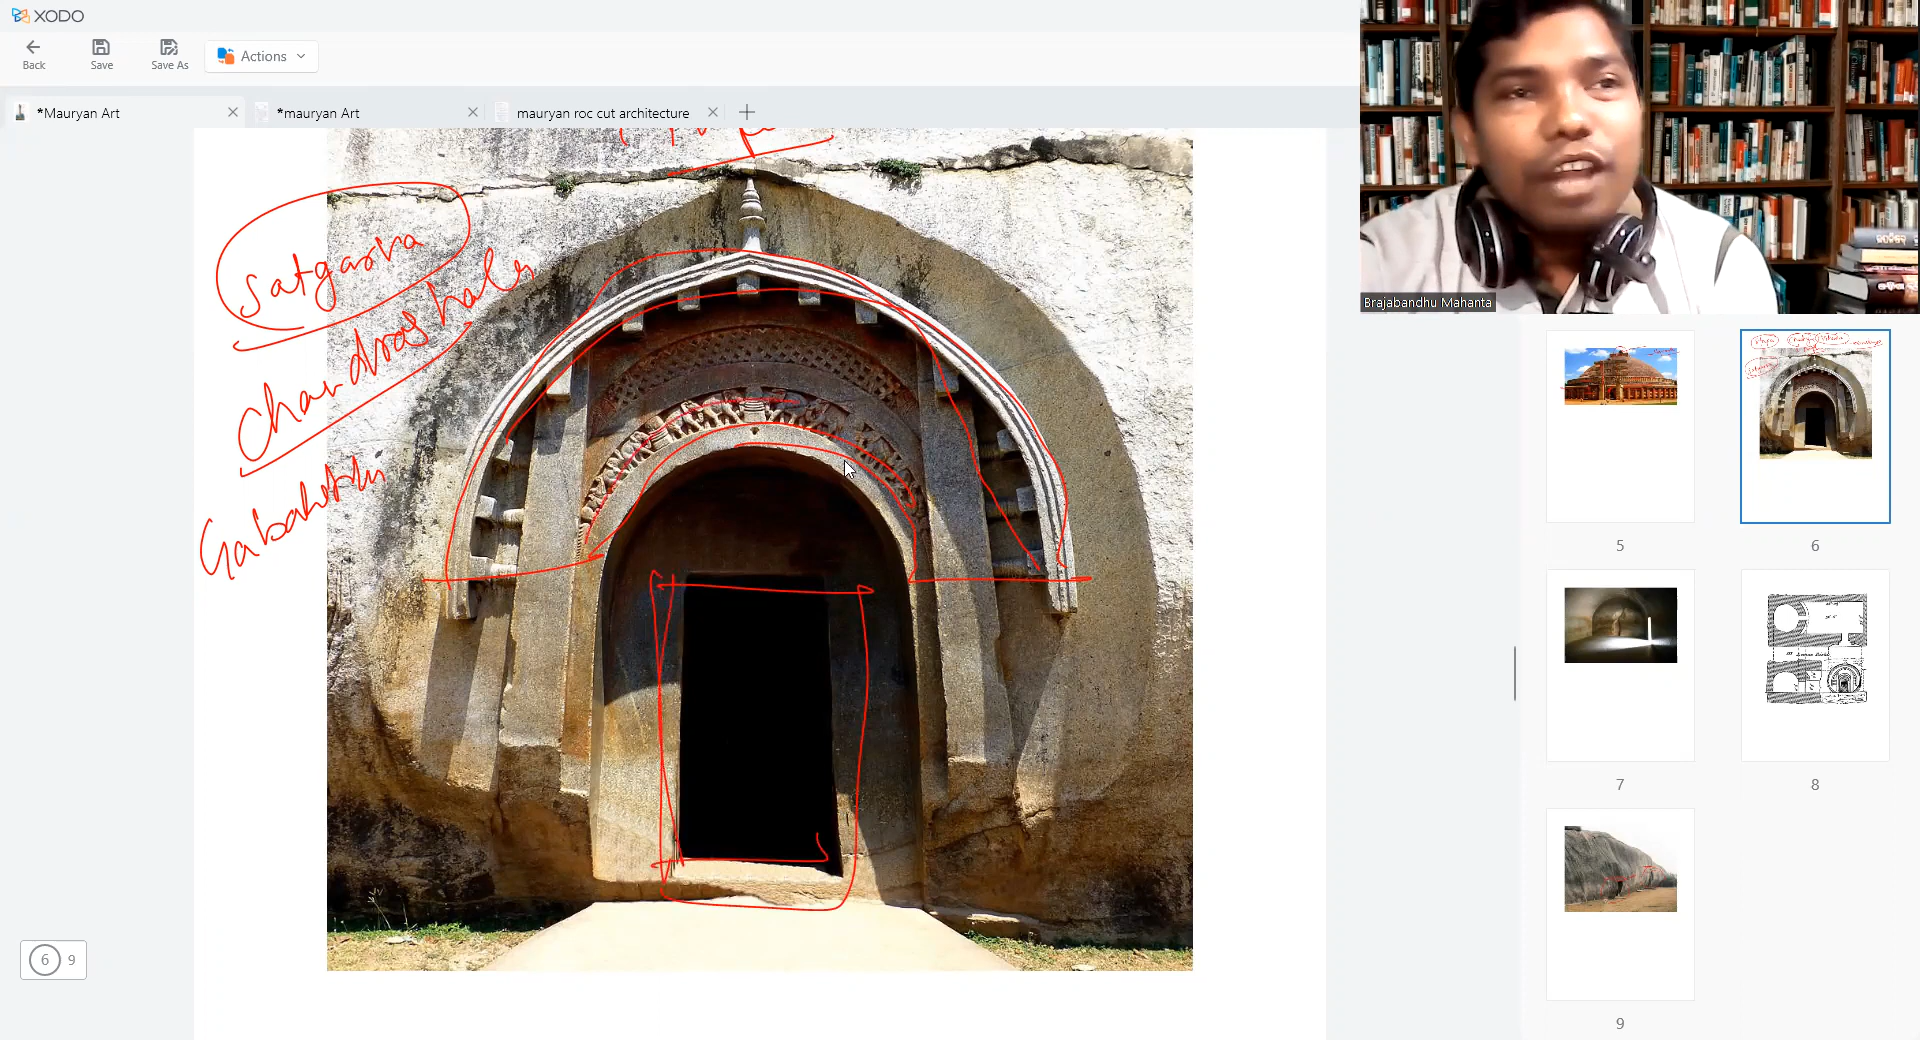 XODO
Back
Save
Save As
Actions
*Mauryan Art
*mauryan Art
mauryan roc cut architecture
Satgarva
Chandrashala
Brajabandhu Mahanta
5
6
7
8
9
6 9